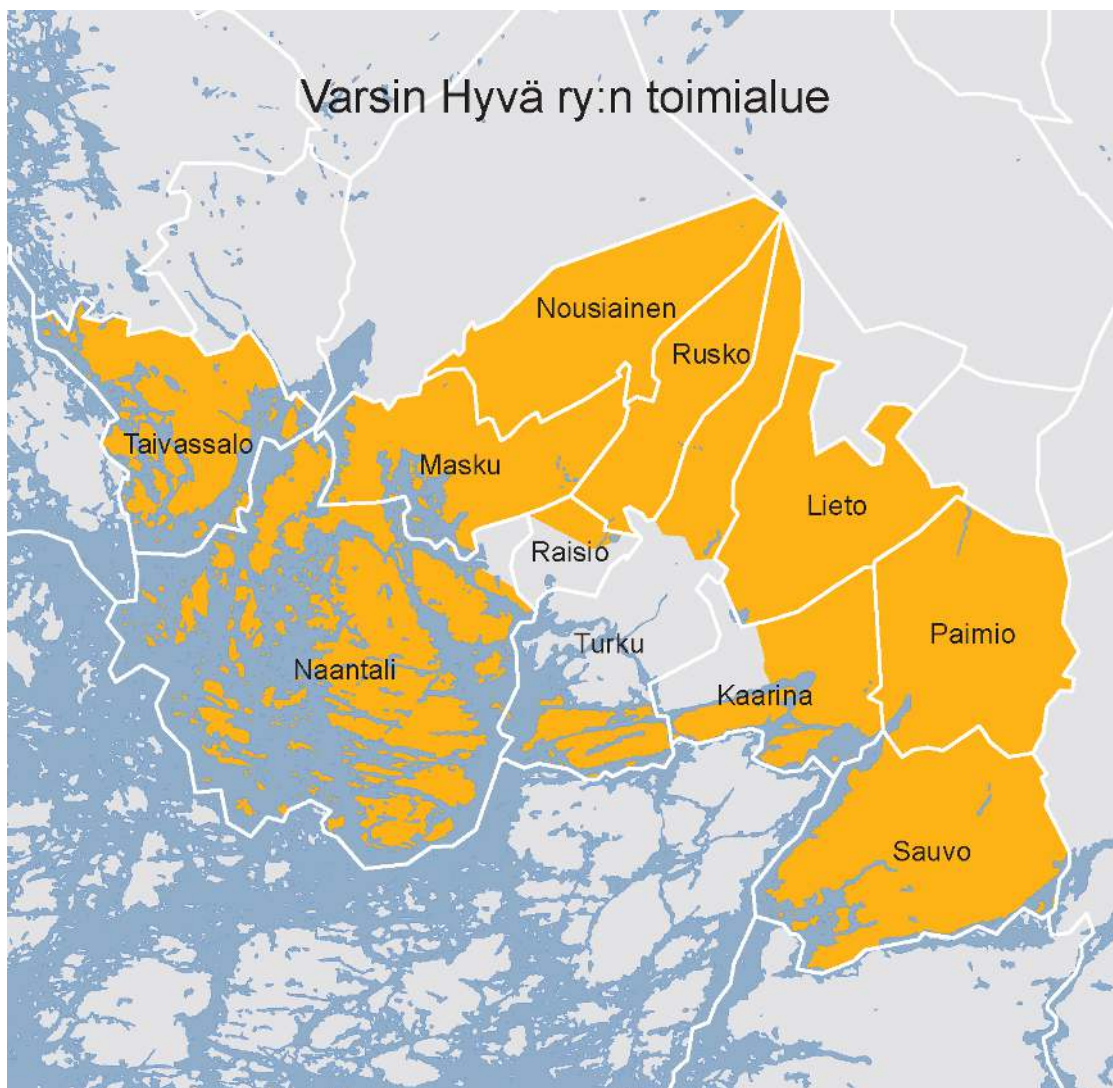 Varsin Hyvä ry:n toimialue
Nousiainen
Rusko
Taivassalo
Masku
Lieto
Raisio
Paimio
Turku
Naantali
Kaarina
Sauvo